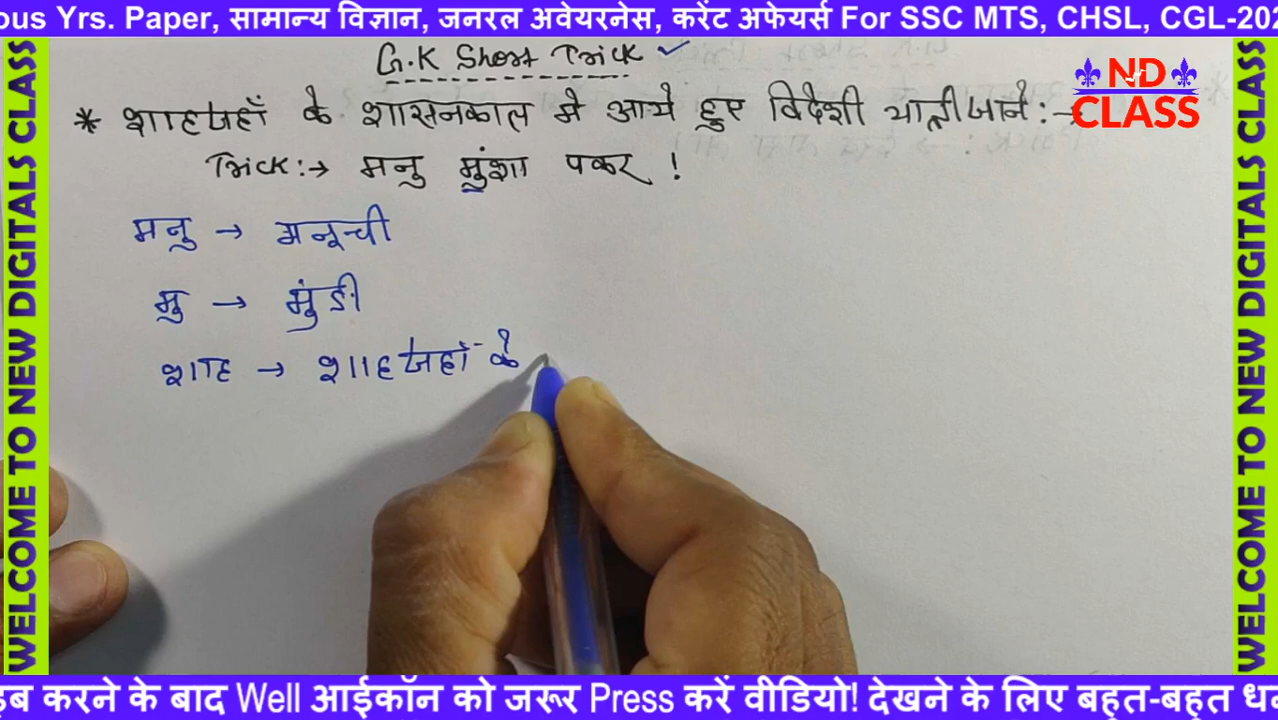 ous Yrs. Paper, सामान्य विज्ञान, जनरल अवेयरनेस, करेंट अफेयर्स For SSC MTS, CHSL, CGL-202
G.K Short Trick ✓
ND
CLASS
* शाहजहाँ के शासनकाल मे आये हुए विदेशी यात्री जाने :→
Trick :→ मनु मुंशा पकर !
मनु → मनूची
मु → मुंडी
शाह → शाहजहाँ के
WELCOME TO NEW DIGITALS CLASS
WELCOME TO NEW DIGITALS CLASS
इब करने के बाद Well आईकॉन को जरूर Press करें वीडियो! देखने के लिए बहुत-बहुत